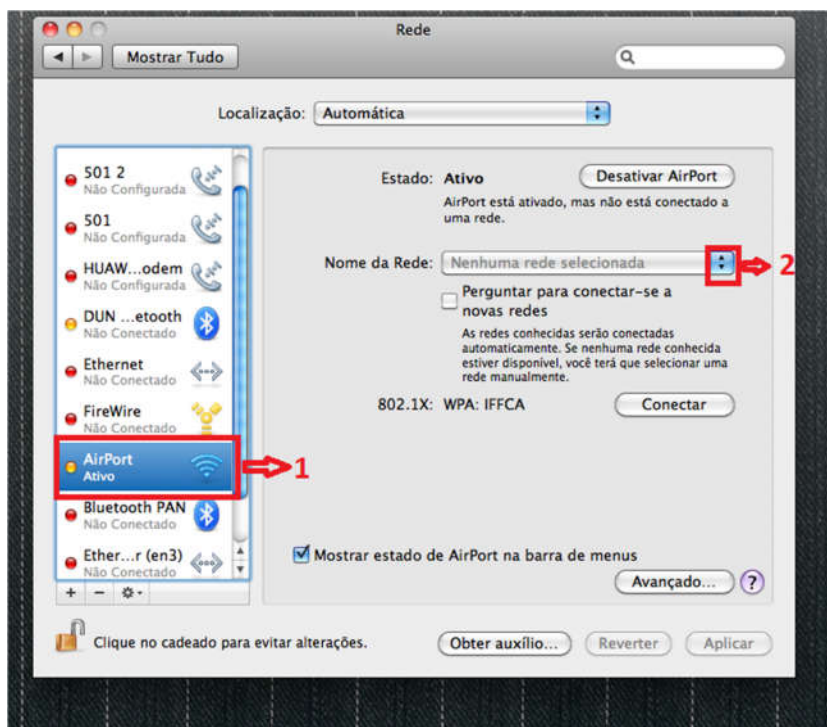 Rede
Mostrar Tudo
Localização: Automática
501 2
Não Configurada
501
Não Configurada
HUAW...odem
Não Configurada
DUN ...etooth
Não Conectado
Ethernet
Não Conectado
FireWire
Não Conectado
AirPort
Ativo
1
Bluetooth PAN
Não Conectado
Ether...r (en3)
Não Conectado
Estado: Ativo
Desativar AirPort
AirPort está ativado, mas não está conectado a
uma rede.
Nome da Rede: Nenhuma rede selecionada
2
Perguntar para conectar-se a
novas redes
As redes conhecidas serão conectadas
automaticamente. Se nenhuma rede conhecida
estiver disponível, você terá que selecionar uma
rede manualmente.
802.1X: WPA: IFFCA
Conectar
Mostrar estado de AirPort na barra de menus
Avançado... ?
Clique no cadeado para evitar alterações.
Obter auxílio...
Reverter
Aplicar